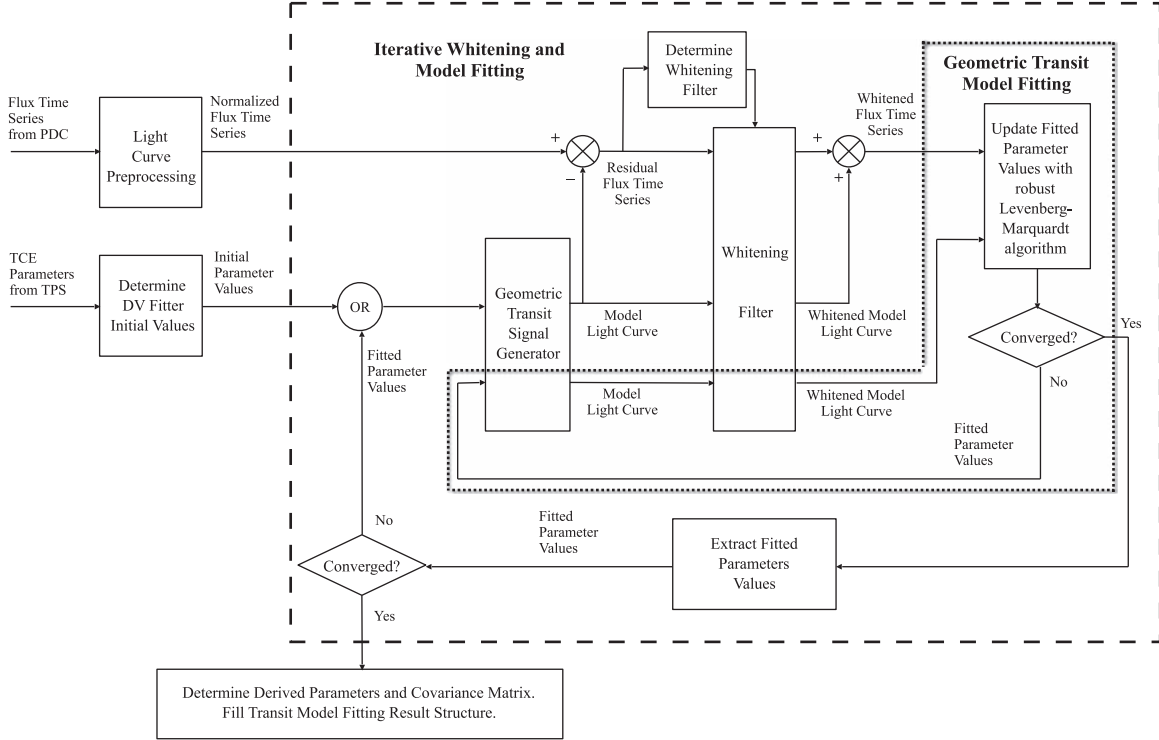 Iterative Whitening and
Model Fitting
Determine
Whitening
Filter
Geometric Transit
Model Fitting
Flux Time
Series
from PDC
Light
Curve
Preprocessing
Normalized
Flux Time
Series
+
−
Residual
Flux Time
Series
+
+
Whitened
Flux Time
Series
Update Fitted
Parameter
Values with
robust
Levenberg-
Marquardt
algorithm
TCE
Parameters
from TPS
Determine
DV Fitter
Initial Values
Initial
Parameter
Values
OR
Fitted
Parameter
Values
Geometric
Transit
Signal
Generator
Model
Light Curve
Model
Light Curve
Whitening
Filter
Whitened Model
Light Curve
Whitened Model
Light Curve
Converged?
Yes
No
Fitted
Parameter
Values
Extract Fitted
Parameters
Values
Fitted
Parameter
Values
No
Converged?
Yes
Determine Derived Parameters and Covariance Matrix.
Fill Transit Model Fitting Result Structure.